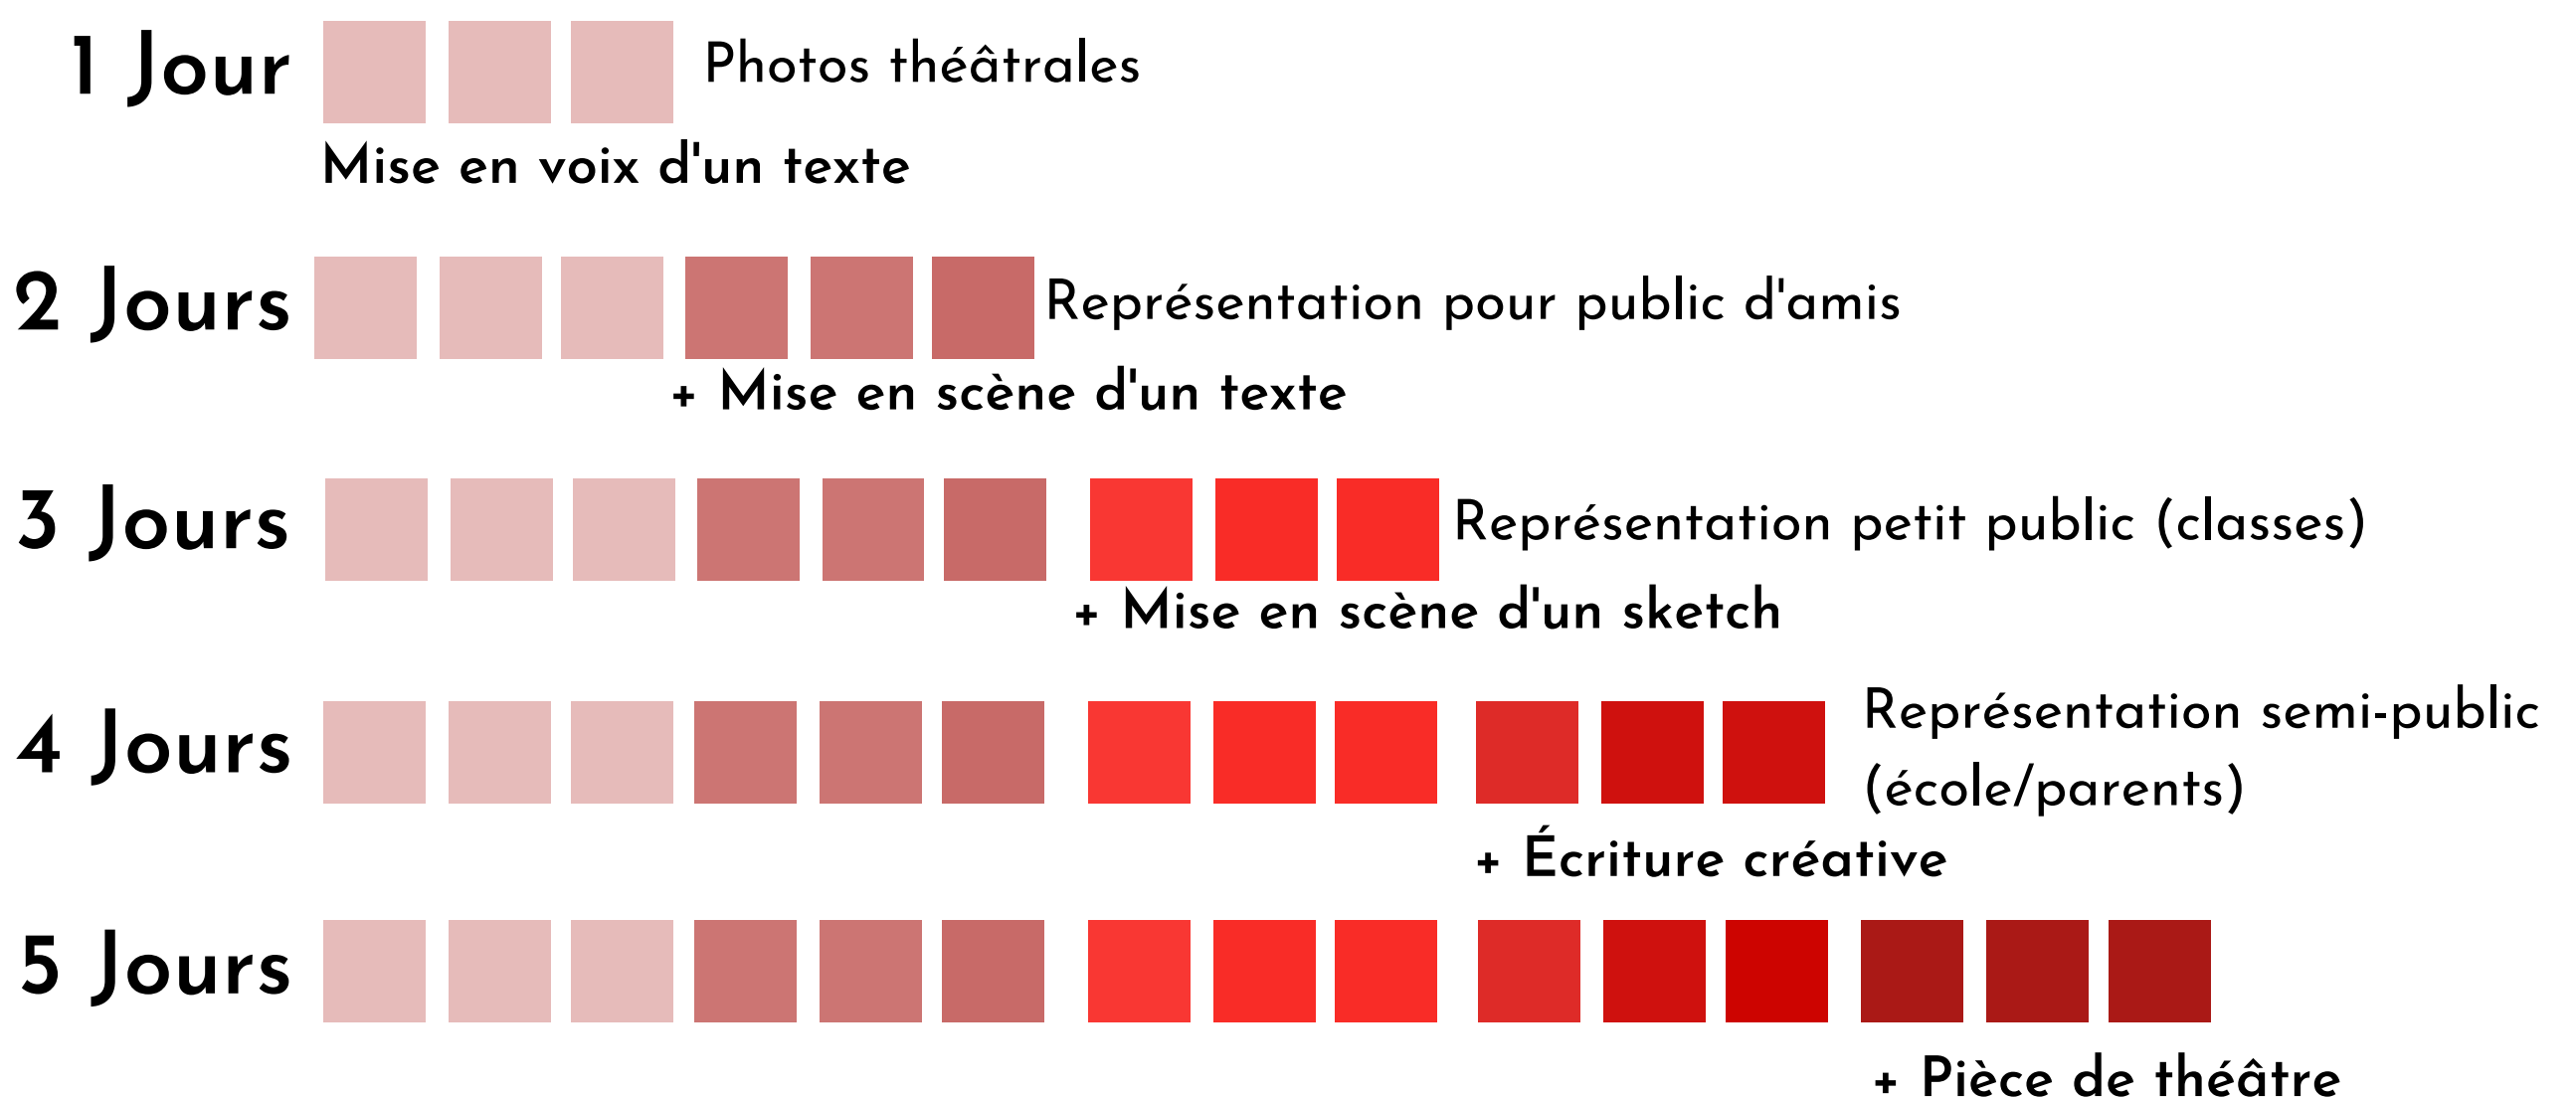 1 Jour
Photos théâtrales
Mise en voix d'un texte
2 Jours
Représentation pour public d'amis
+ Mise en scène d'un texte
3 Jours
Représentation petit public (classes)
+ Mise en scène d'un sketch
4 Jours
Représentation semi-public
(école/parents)
+ Écriture créative
5 Jours
+ Pièce de théâtre